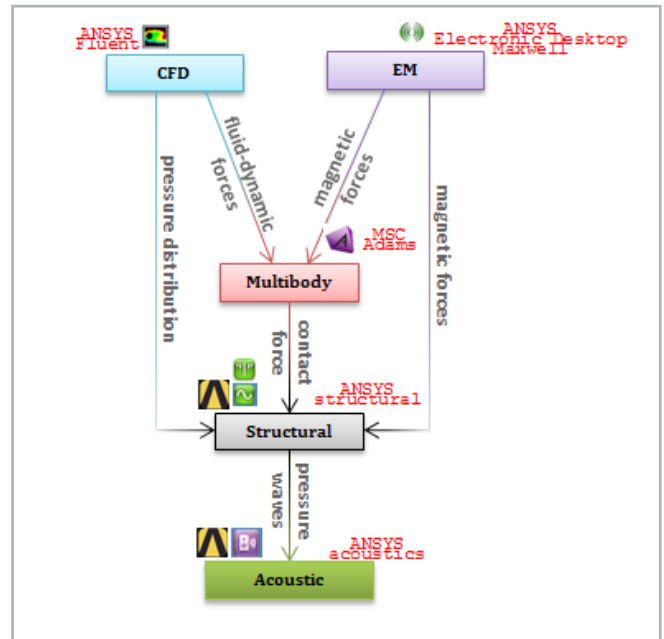 ANSYS
Fluent
ANSYS
Electronic Desktop
Maxwell
CFD
EM
fluid-dynamic
forces
magnetic
forces
pressure distribution
magnetic forces
MSC
Adams
Multibody
contact
force
ANSYS
structural
Structural
pressure
waves
ANSYS
acoustics
Acoustic